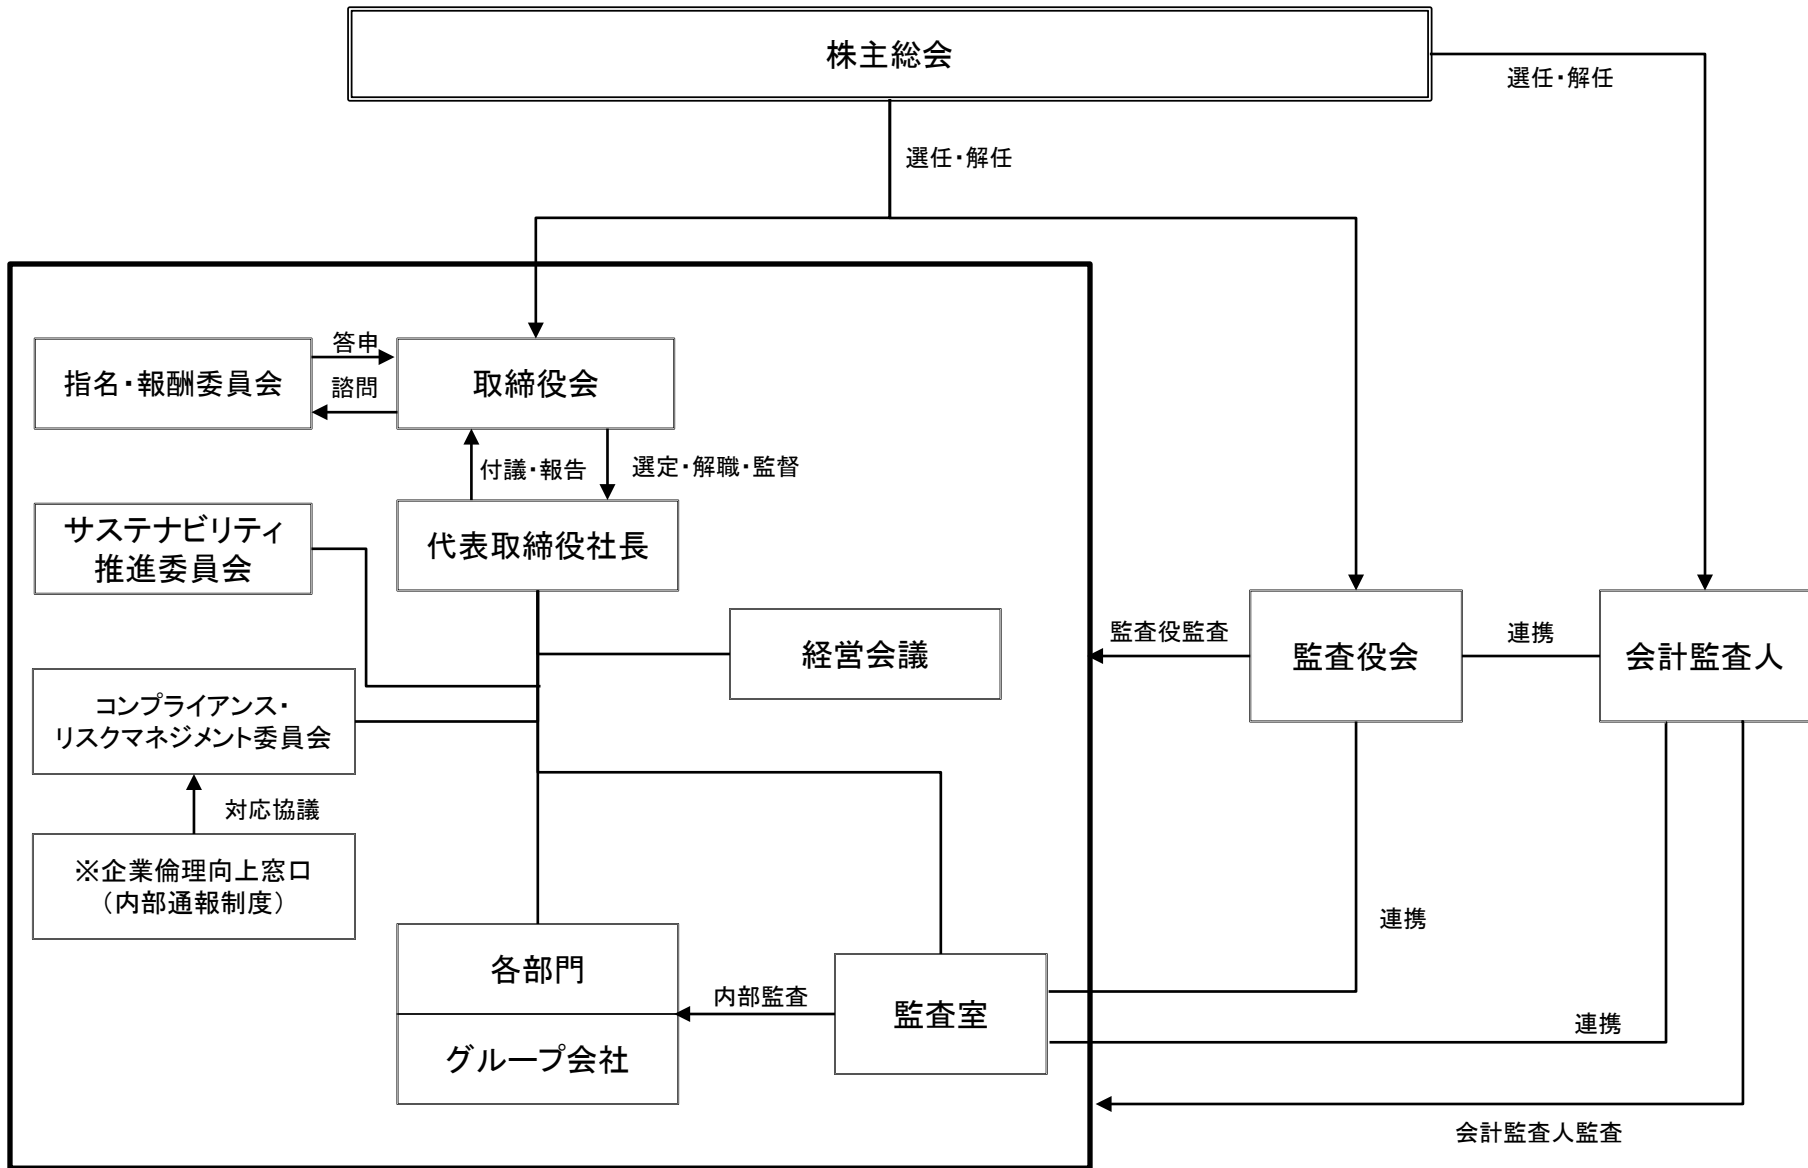 株主総会
選任・解任
選任・解任
答申
指名・報酬委員会
取締役会
諮問
付議・報告
選定・解職・監督
サステナビリティ
推進委員会
代表取締役社長
経営会議
監査役監査
監査役会
連携
会計監査人
コンプライアンス・
リスクマネジメント委員会
対応協議
※企業倫理向上窓口
（内部通報制度）
連携
各部門
内部監査
監査室
連携
グループ会社
会計監査人監査